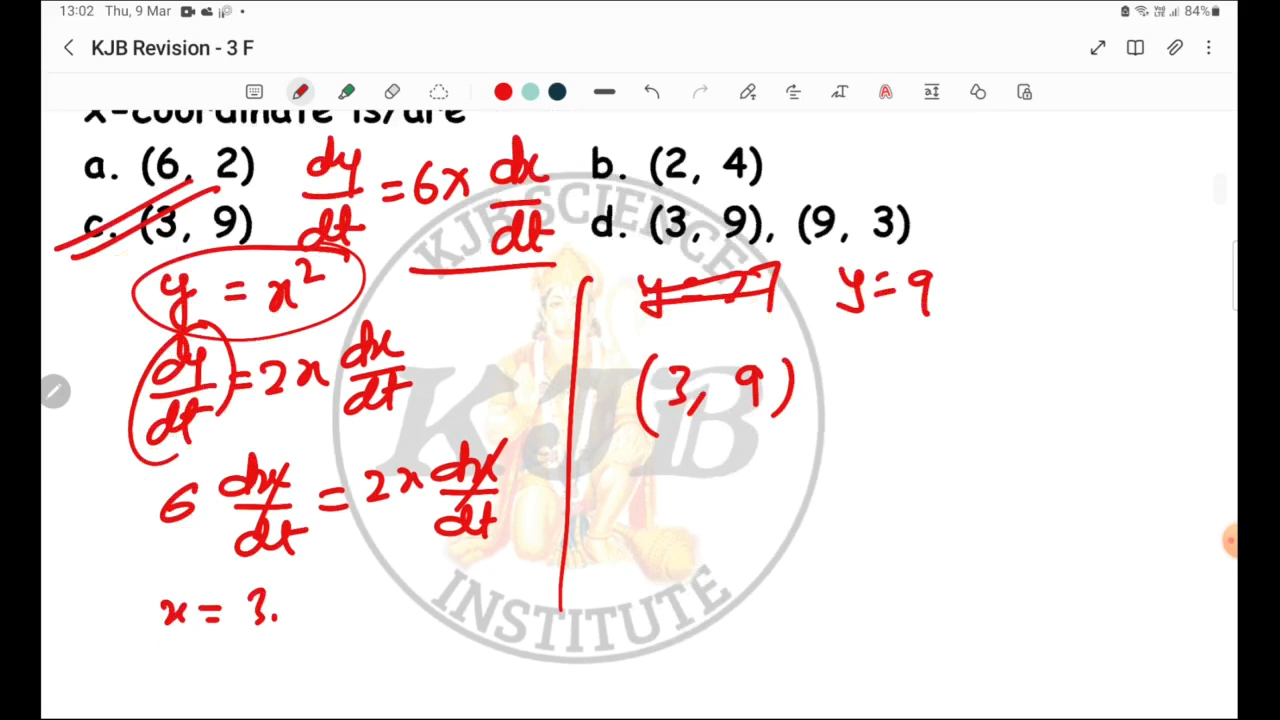 13:02 Thu, 9 Mar
84%
KJB Revision - 3 F
x-coordinate is/are
a. (6, 2)
dy/dt = 6x dx/dt
b. (2, 4)
c. (3, 9)
d. (3, 9), (9, 3)
y = x²
y = 9
dy/dt = 2x dx/dt
(3, 9)
6 dx/dt = 2x dx/dt
x = 3.
KJB SCIENCE
KJB
INSTITUTE